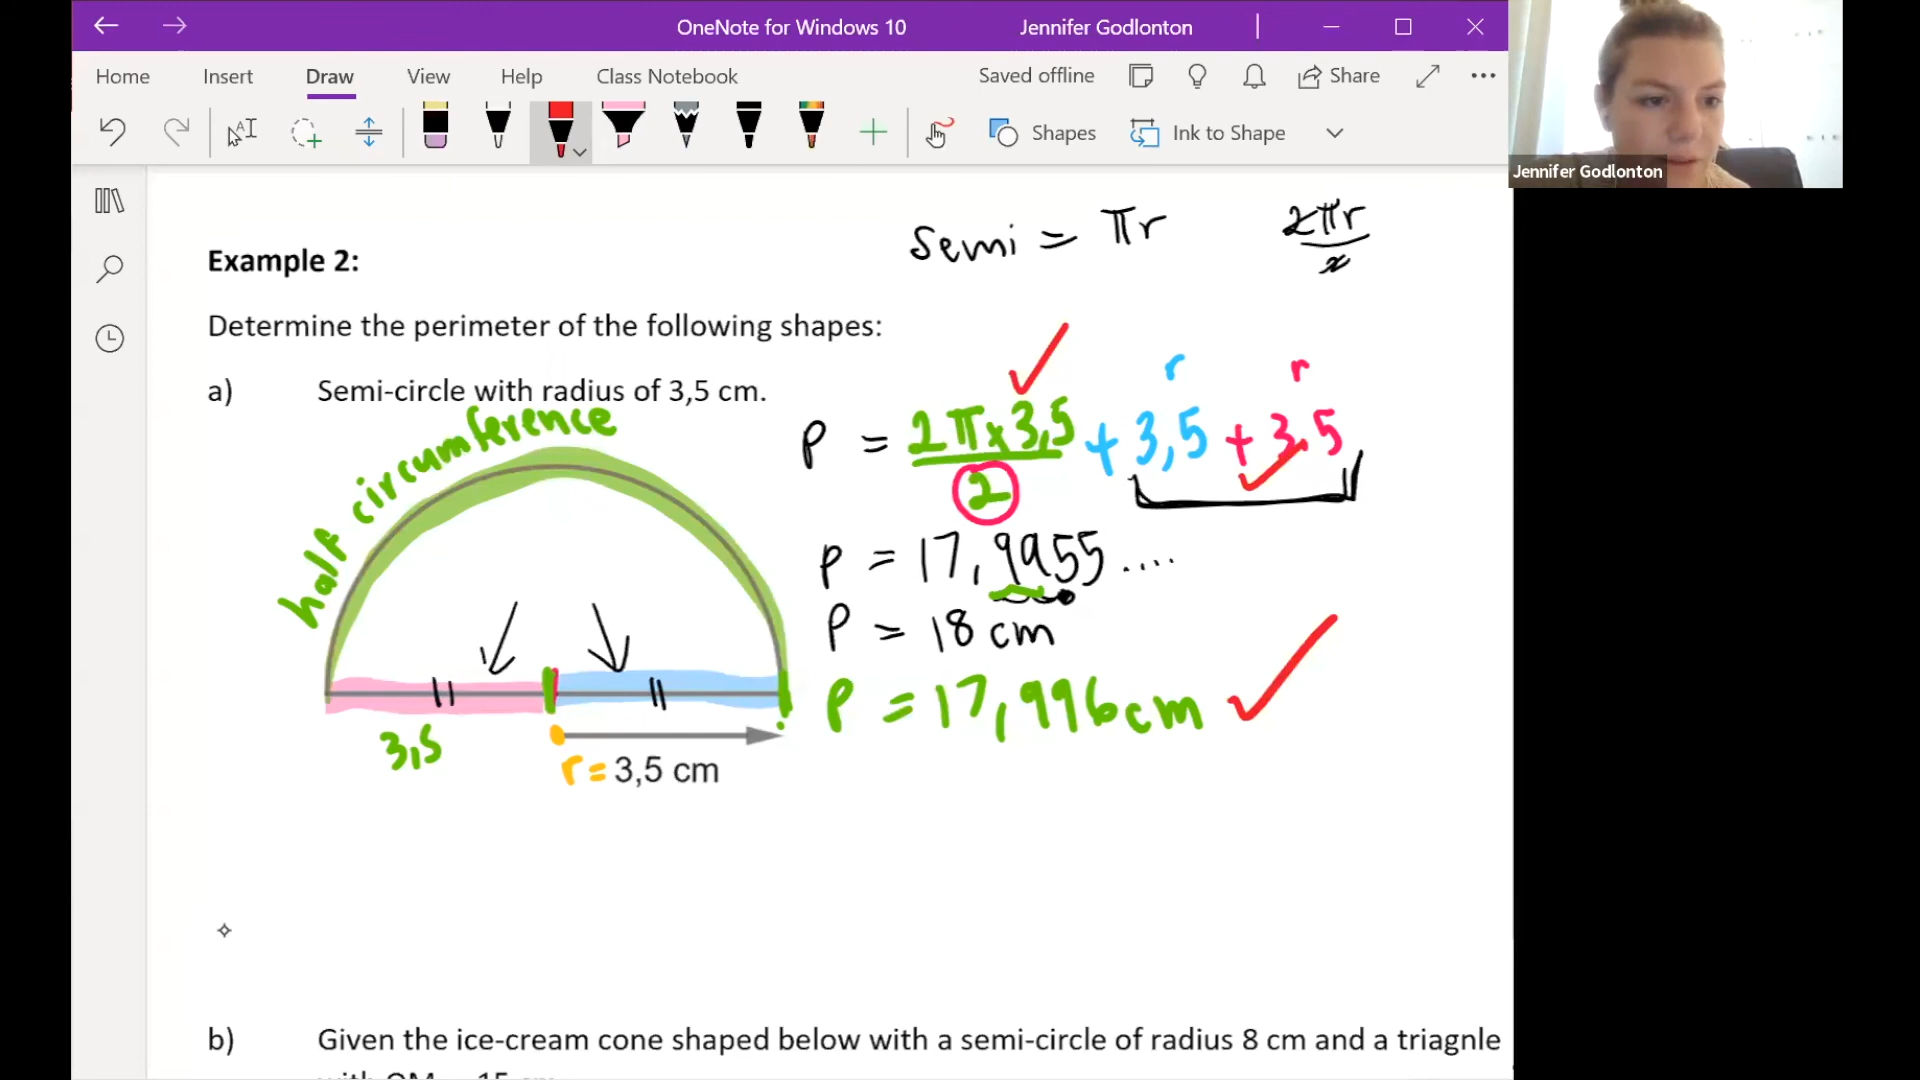 OneNote for Windows 10
Jennifer Godlonton
Home Insert Draw View Help Class Notebook
Saved offline
Share
Shapes
Ink to Shape
Jennifer Godlonton
semi = πr
2πr
2
Example 2:
Determine the perimeter of the following shapes:
a) Semi-circle with radius of 3,5 cm.
half circumference
3,5
r = 3,5 cm
r r
P = 2π×3,5 + 3,5 + 3,5
2
P = 17,9955....
P = 18 cm
P = 17,996cm
b) Given the ice-cream cone shaped below with a semi-circle of radius 8 cm and a triagnle